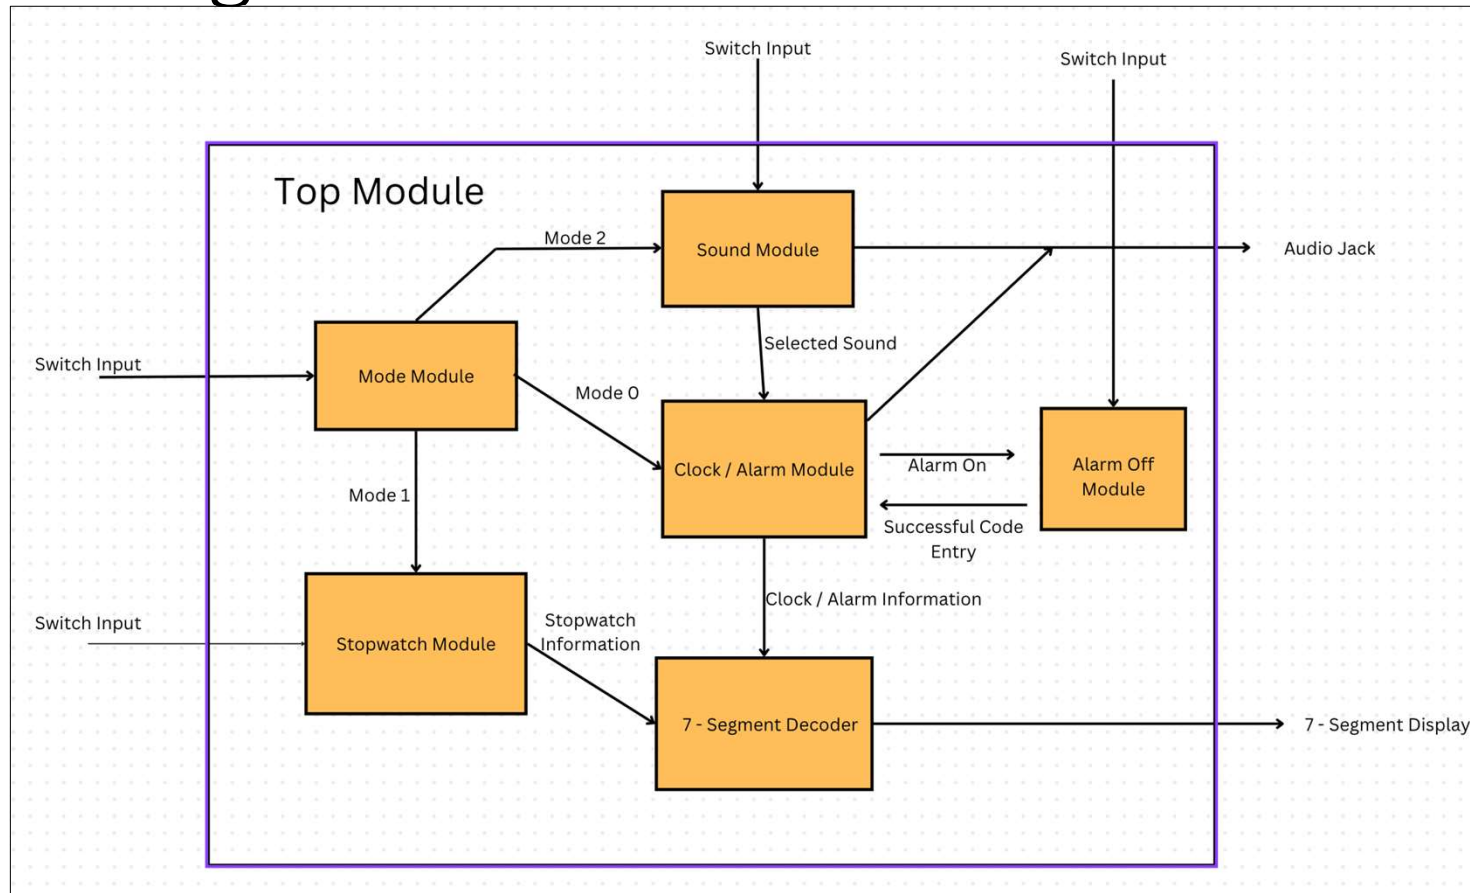 Switch Input
Switch Input
Top Module
Mode 2
Sound Module
Audio Jack
Selected Sound
Switch Input
Mode Module
Mode 0
Clock / Alarm Module
Alarm On
Alarm Off
Module
Mode 1
Successful Code
Entry
Clock / Alarm Information
Switch Input
Stopwatch Module
Stopwatch
Information
7 - Segment Decoder
7 - Segment Display